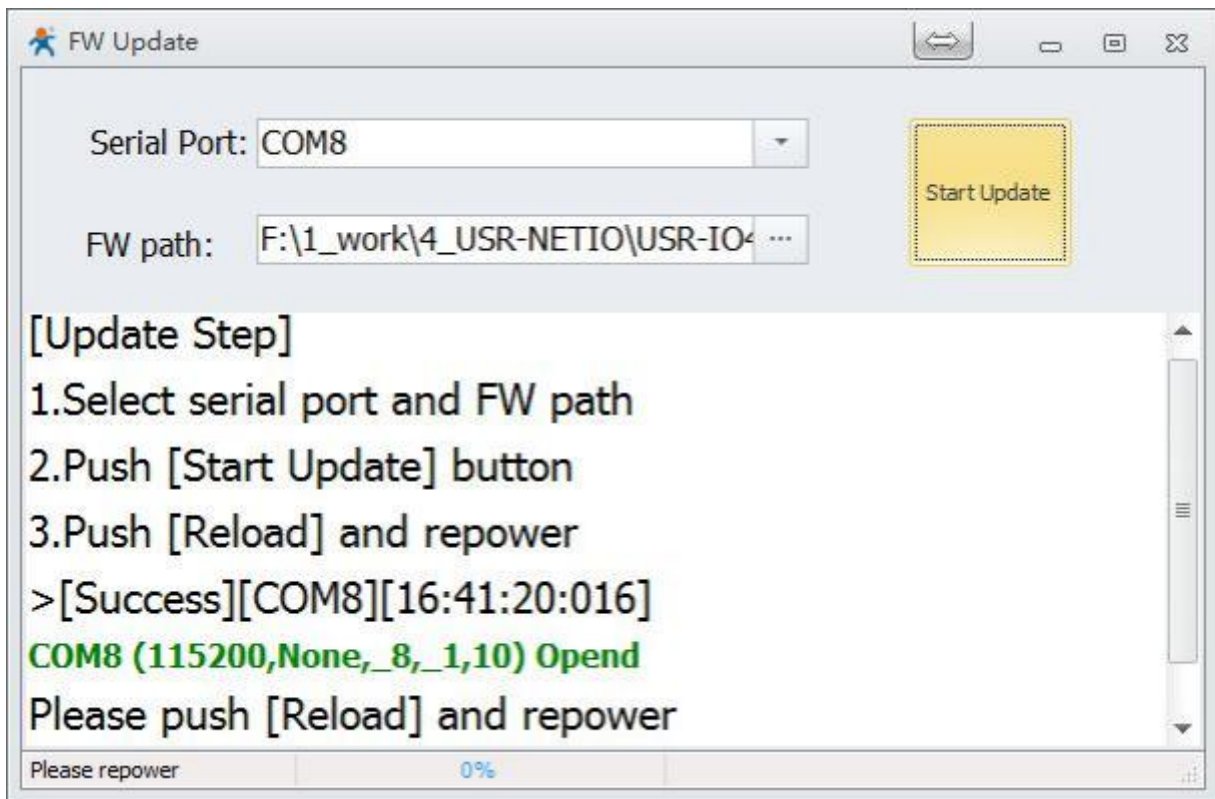 FW Update
Serial Port: COM8
Start Update
FW path: F:\1_work\4_USR-NETIO\USR-IO4 ...
[Update Step]
1.Select serial port and FW path
2.Push [Start Update] button
3.Push [Reload] and repower
>[Success][COM8][16:41:20:016]
COM8 (115200,None,_8,_1,10) Opend
Please push [Reload] and repower
Please repower 0%